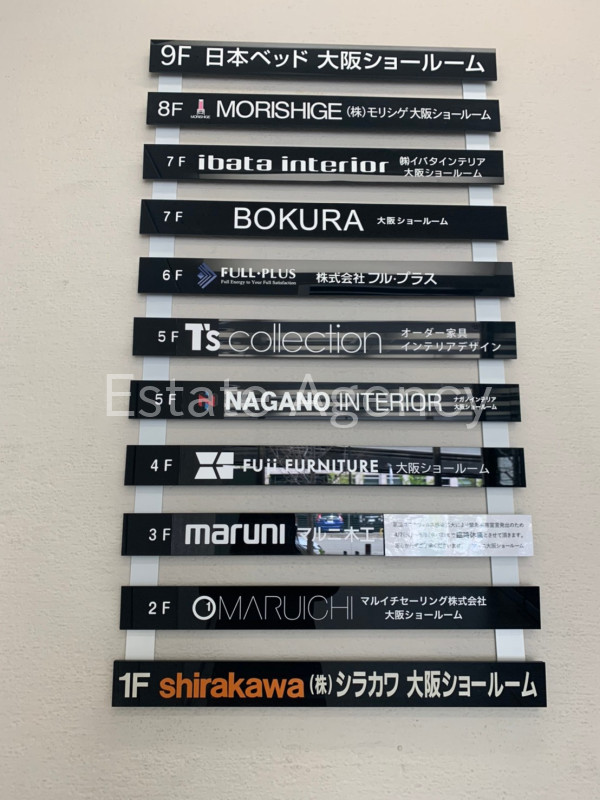 9F 日本ベッド 大阪ショールーム
8F MORISHIGE MORISHIGE (株)モリシゲ大阪ショールーム
7F ibata interior ㈱イバタインテリア
大阪ショールーム
7F BOKURA 大阪ショールーム
6F FULL・PLUS 株式会社 フル・プラス
Full Energy to Your Full Satisfaction
5F T's collection オーダー家具
インテリアデザイン
5F NAGANO INTERIOR ナガノインテリア
大阪ショールーム
Estate Agency
4F FUJI FURNITURE 大阪ショールーム
3F maruni マルニ木工
2F 1 MARUICHI マルイチセーリング株式会社
大阪ショールーム
1F shirakawa (株)シラカワ 大阪ショールーム